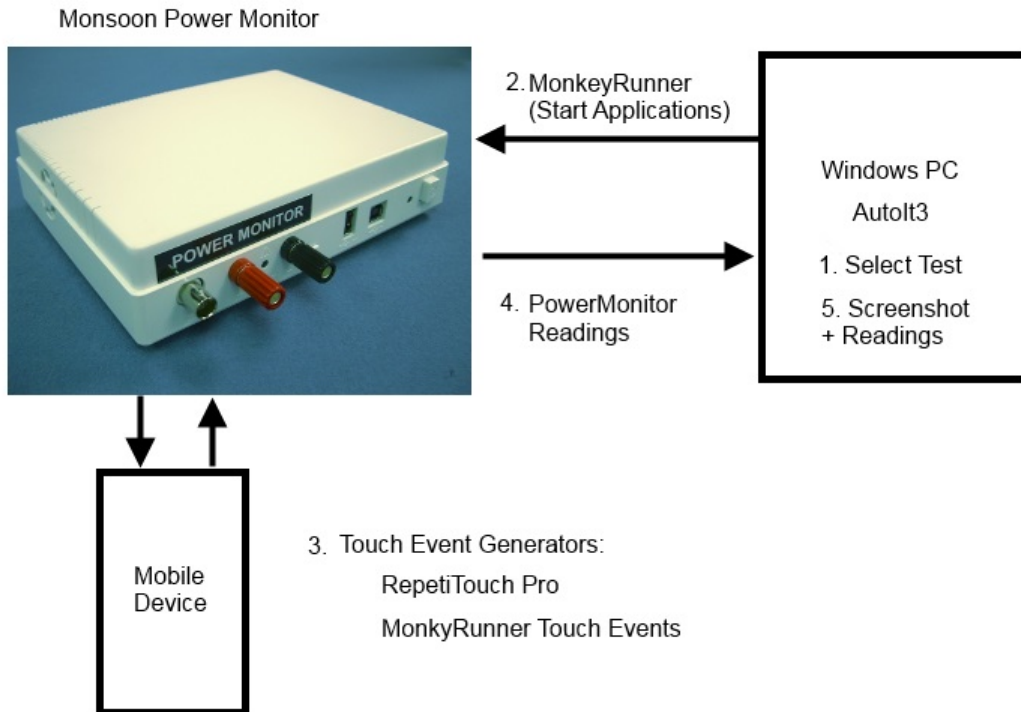 Monsoon Power Monitor
2. MonkeyRunner
(Start Applications)
POWER MONITOR
Windows PC
AutoIt3
1. Select Test
5. Screenshot
+ Readings
4. PowerMonitor
Readings
Mobile
Device
3. Touch Event Generators:
RepetiTouch Pro
MonkyRunner Touch Events